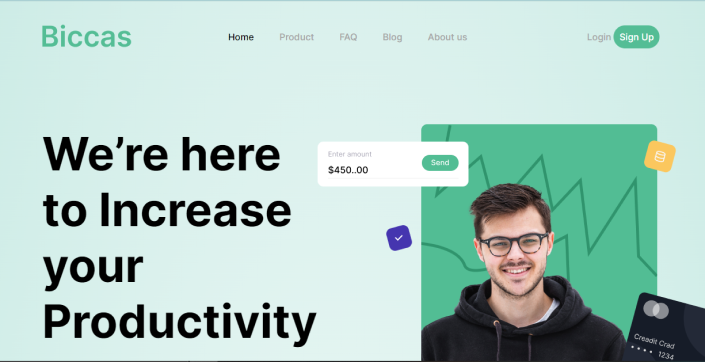 Biccas
Home Product FAQ Blog About us
Login Sign Up
We’re here
to Increase
your
Productivity
Enter amount
$450..00
Send
Creadit Crad
**** 1234